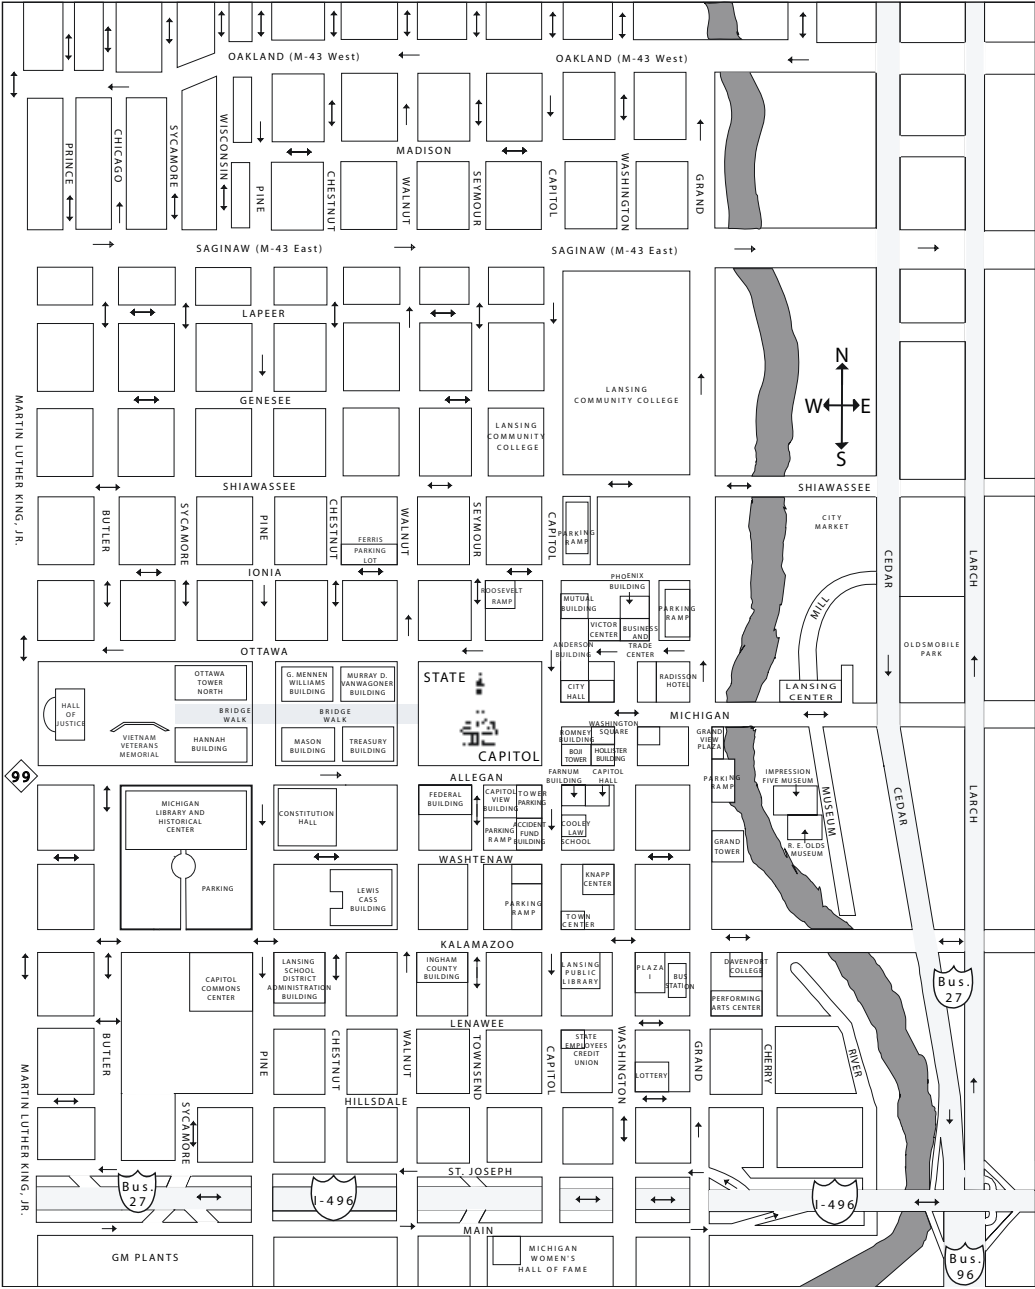 OAKLAND (M-43 West)
OAKLAND (M-43 West)
MADISON
PRINCE
CHICAGO
SYCAMORE
WISCONSIN
PINE
CHESTNUT
WALNUT
SEYMOUR
CAPITOL
WASHINGTON
GRAND
SAGINAW (M-43 East)
SAGINAW (M-43 East)
LAPEER
GENESEE
LANSING
COMMUNITY COLLEGE
LANSING
COMMUNITY
COLLEGE
N
W
E
S
MARTIN LUTHER KING, JR.
SHIAWASSEE
SHIAWASSEE
BUTLER
SYCAMORE
PINE
CHESTNUT
WALNUT
SEYMOUR
CAPITOL
FERRIS
PARKING
LOT
PARKING
RAMP
CITY
MARKET
CEDAR
LARCH
IONIA
ROOSEVELT
RAMP
PHOENIX
BUILDING
MUTUAL
BUILDING
VICTOR
CENTER
BUSINESS
AND
TRADE
CENTER
PARKING
RAMP
MILL
ANDERSON
BUILDING
OLDSMOBILE
PARK
OTTAWA
OTTAWA
TOWER
NORTH
G. MENNEN
WILLIAMS
BUILDING
MURRAY D.
VANWAGONER
BUILDING
STATE
CAPITOL
CITY
HALL
RADISSON
HOTEL
LANSING
CENTER
HALL
OF
JUSTICE
BRIDGE
WALK
BRIDGE
WALK
MICHIGAN
VIETNAM
VETERANS
MEMORIAL
HANNAH
BUILDING
MASON
BUILDING
TREASURY
BUILDING
WASHINGTON
SQUARE
ROMNEY
BUILDING
BOJI
TOWER
HOLLISTER
BUILDING
GRAND
VIEW
PLAZA
99
ALLEGAN
FARNUM
BUILDING
CAPITOL
HALL
PARKING
RAMP
IMPRESSION
FIVE MUSEUM
MUSEUM
CEDAR
LARCH
MICHIGAN
LIBRARY AND
HISTORICAL
CENTER
CONSTITUTION
HALL
FEDERAL
BUILDING
CAPITOL
VIEW
BUILDING
TOWER
PARKING
PARKING
RAMP
ACCIDENT
FUND
BUILDING
COOLEY
LAW
SCHOOL
GRAND
TOWER
R. E. OLDS
MUSEUM
WASHTENAW
PARKING
LEWIS
CASS
BUILDING
PARKING
RAMP
KNAPP
CENTER
TOWN
CENTER
KALAMAZOO
CAPITOL
COMMONS
CENTER
LANSING
SCHOOL
DISTRICT
ADMINISTRATION
BUILDING
INGHAM
COUNTY
BUILDING
LANSING
PUBLIC
LIBRARY
PLAZA
I
BUS
STATION
DAVENPORT
COLLEGE
PERFORMING
ARTS CENTER
Bus.
27
LENAWEE
BUTLER
PINE
CHESTNUT
WALNUT
TOWNSEND
CAPITOL
STATE
EMPLOYEES
CREDIT
UNION
WASHINGTON
LOTTERY
GRAND
CHERRY
RIVER
MARTIN LUTHER KING, JR.
HILLSDALE
SYCAMORE
ST. JOSEPH
Bus.
27
I-496
I-496
MAIN
GM PLANTS
MICHIGAN
WOMEN'S
HALL OF FAME
Bus.
96